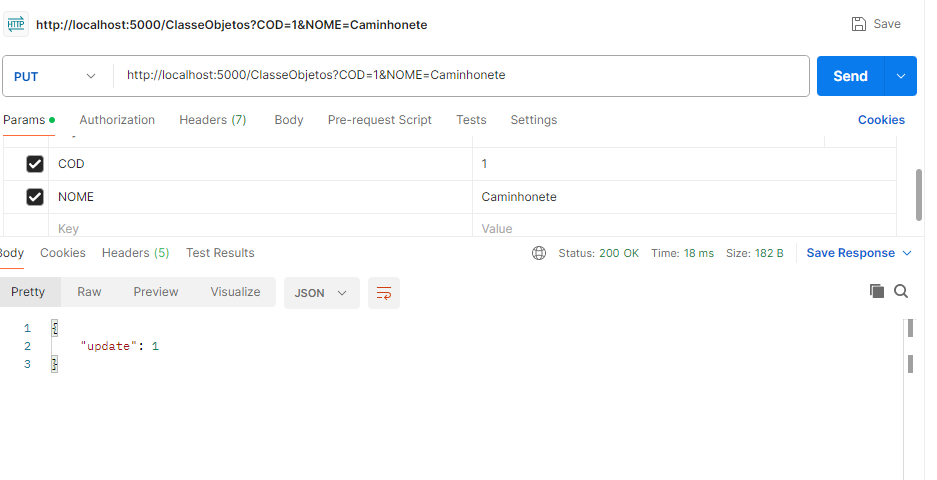 HTTP http://localhost:5000/ClasseObjetos?COD=1&NOME=Caminhonete Save
PUT http://localhost:5000/ClasseObjetos?COD=1&NOME=Caminhonete Send
Params Authorization Headers (7) Body Pre-request Script Tests Settings Cookies
COD 1
NOME Caminhonete
Key Value
Body Cookies Headers (5) Test Results Status: 200 OK Time: 18 ms Size: 182 B Save Response
Pretty Raw Preview Visualize JSON
1 {
2 "update": 1
3 }